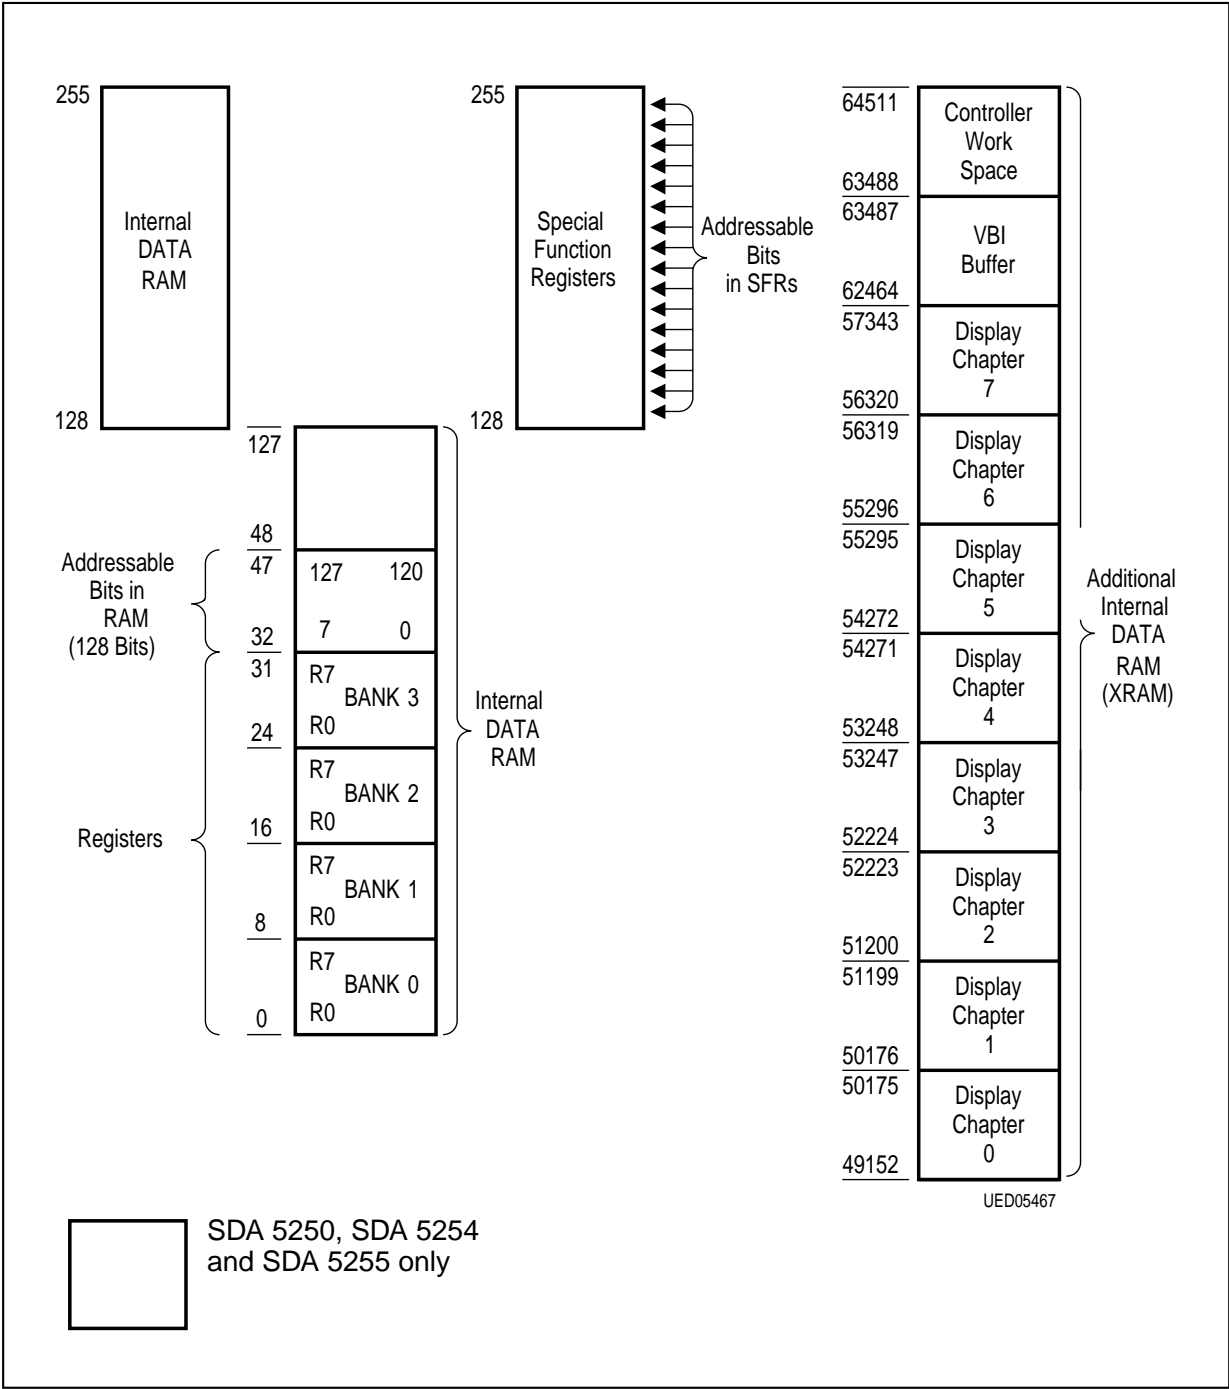 255
Internal
DATA
RAM
128
255
Special
Function
Registers
128
Addressable
Bits
in SFRs
127
48
47
32
31
24
16
8
0
Addressable
Bits in
RAM
(128 Bits)
Registers
127 120
7 0
R7
BANK 3
R0
R7
BANK 2
R0
R7
BANK 1
R0
R7
BANK 0
R0
Internal
DATA
RAM
64511
Controller
Work
Space
63488
63487
VBI
Buffer
62464
57343
Display
Chapter
7
56320
56319
Display
Chapter
6
55296
55295
Display
Chapter
5
54272
54271
Display
Chapter
4
53248
53247
Display
Chapter
3
52224
52223
Display
Chapter
2
51200
51199
Display
Chapter
1
50176
50175
Display
Chapter
0
49152
Additional
Internal
DATA
RAM
(XRAM)
UED05467
SDA 5250, SDA 5254
and SDA 5255 only